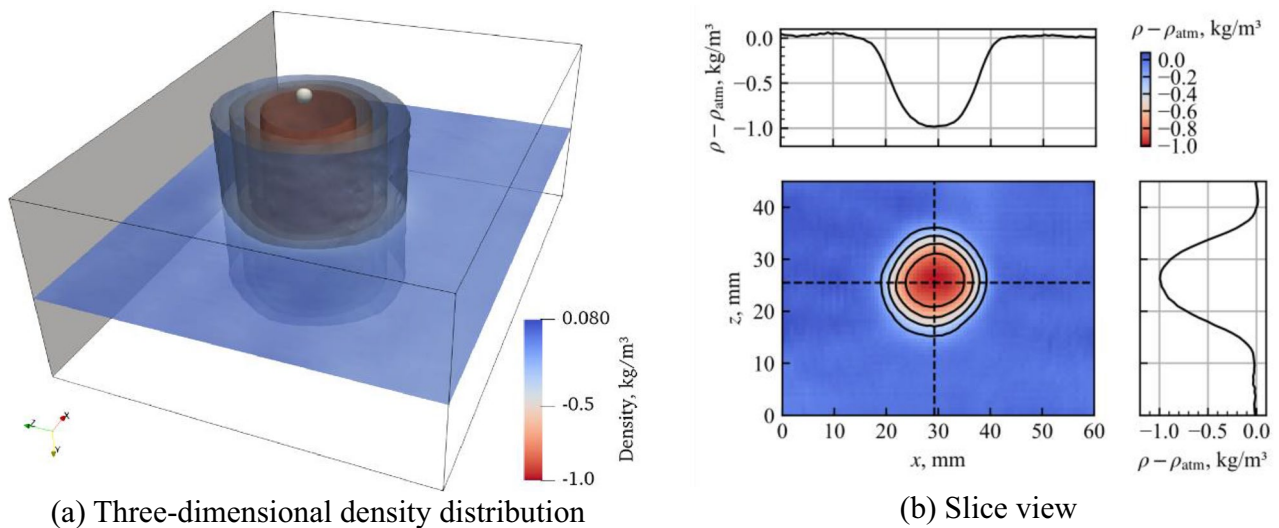 0.080
-0.5
-1.0
Density, kg/m³
X
Z
Y
(a) Three-dimensional density distribution
0.0
−0.5
−1.0
ρ − ρatm, kg/m³
ρ − ρatm, kg/m³
0.0
−0.2
−0.4
−0.6
−0.8
−1.0
40
30
20
10
0
z, mm
0 10 20 30 40 50 60
x, mm
−1.0 −0.5 0.0
ρ − ρatm, kg/m³
(b) Slice view